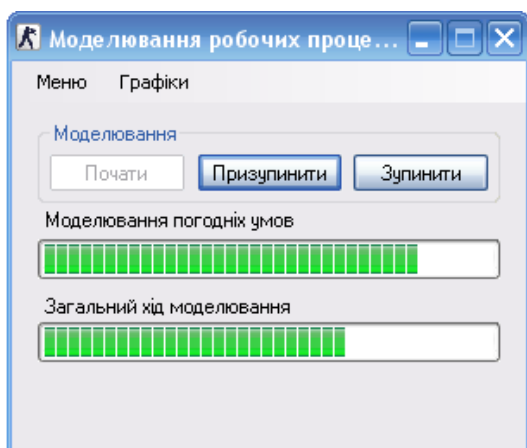 Моделювання робочих проце...
Меню Графіки
Моделювання
Почати Призупинити Зупинити
Моделювання погодніх умов
Загальний хід моделювання